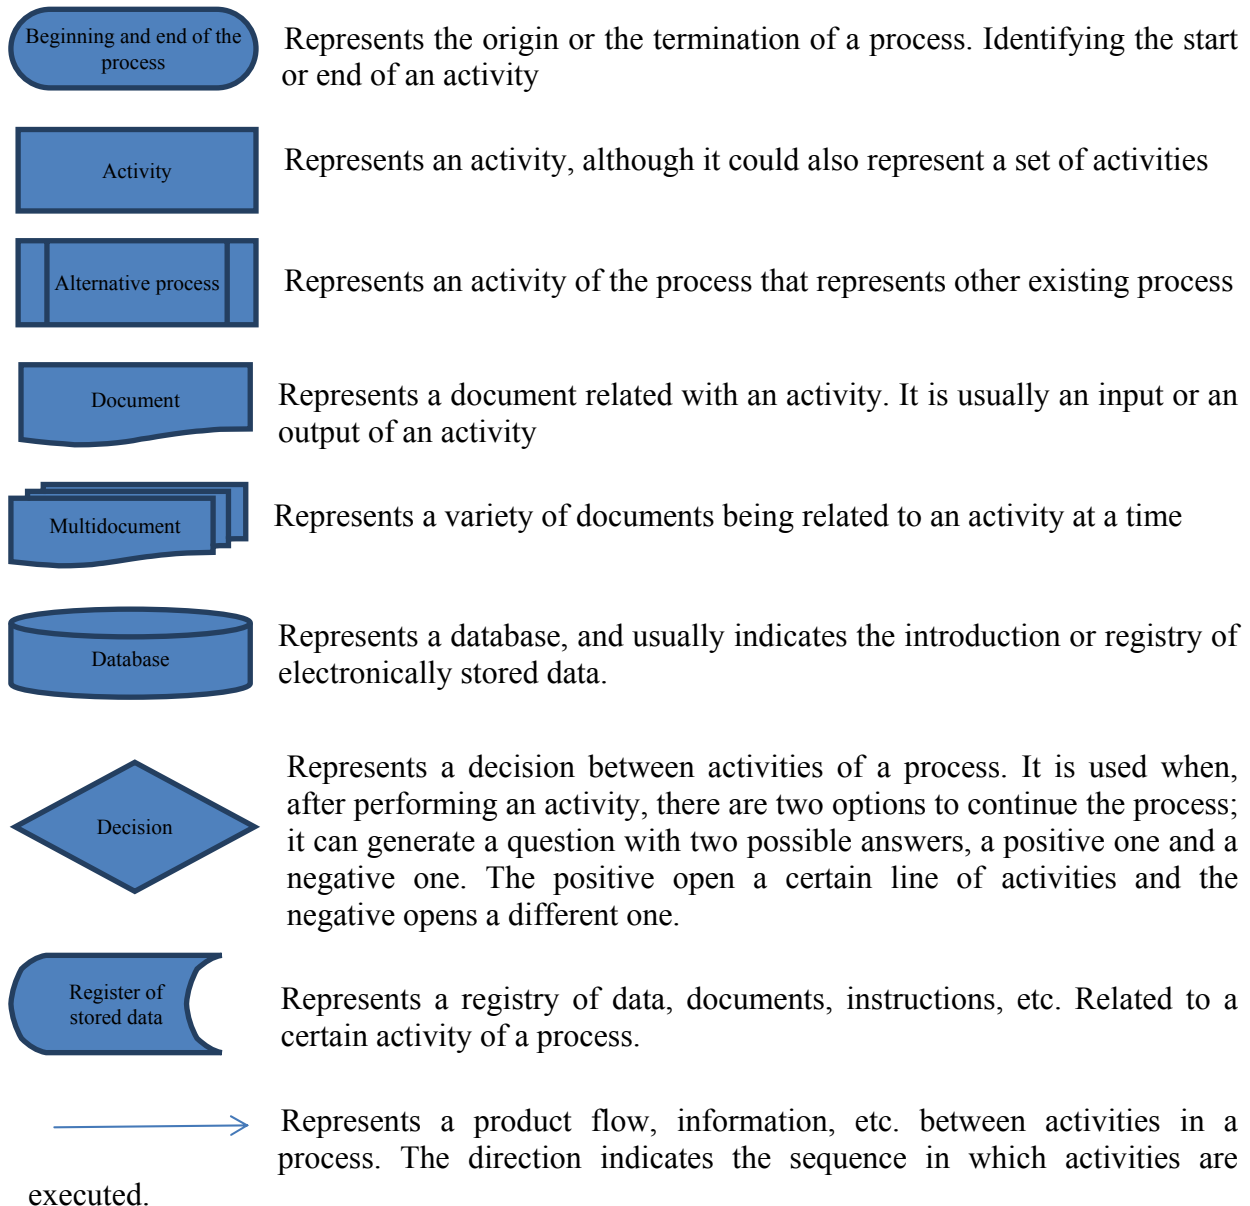 Beginning and end of the
process
Represents the origin or the termination of a process. Identifying the start
or end of an activity
Activity
Represents an activity, although it could also represent a set of activities
Alternative process
Represents an activity of the process that represents other existing process
Document
Represents a document related with an activity. It is usually an input or an
output of an activity
Multidocument
Represents a variety of documents being related to an activity at a time
Database
Represents a database, and usually indicates the introduction or registry of
electronically stored data.
Decision
Represents a decision between activities of a process. It is used when,
after performing an activity, there are two options to continue the process;
it can generate a question with two possible answers, a positive one and a
negative one. The positive open a certain line of activities and the
negative opens a different one.
Register of
stored data
Represents a registry of data, documents, instructions, etc. Related to a
certain activity of a process.
Represents a product flow, information, etc. between activities in a
process. The direction indicates the sequence in which activities are
executed.